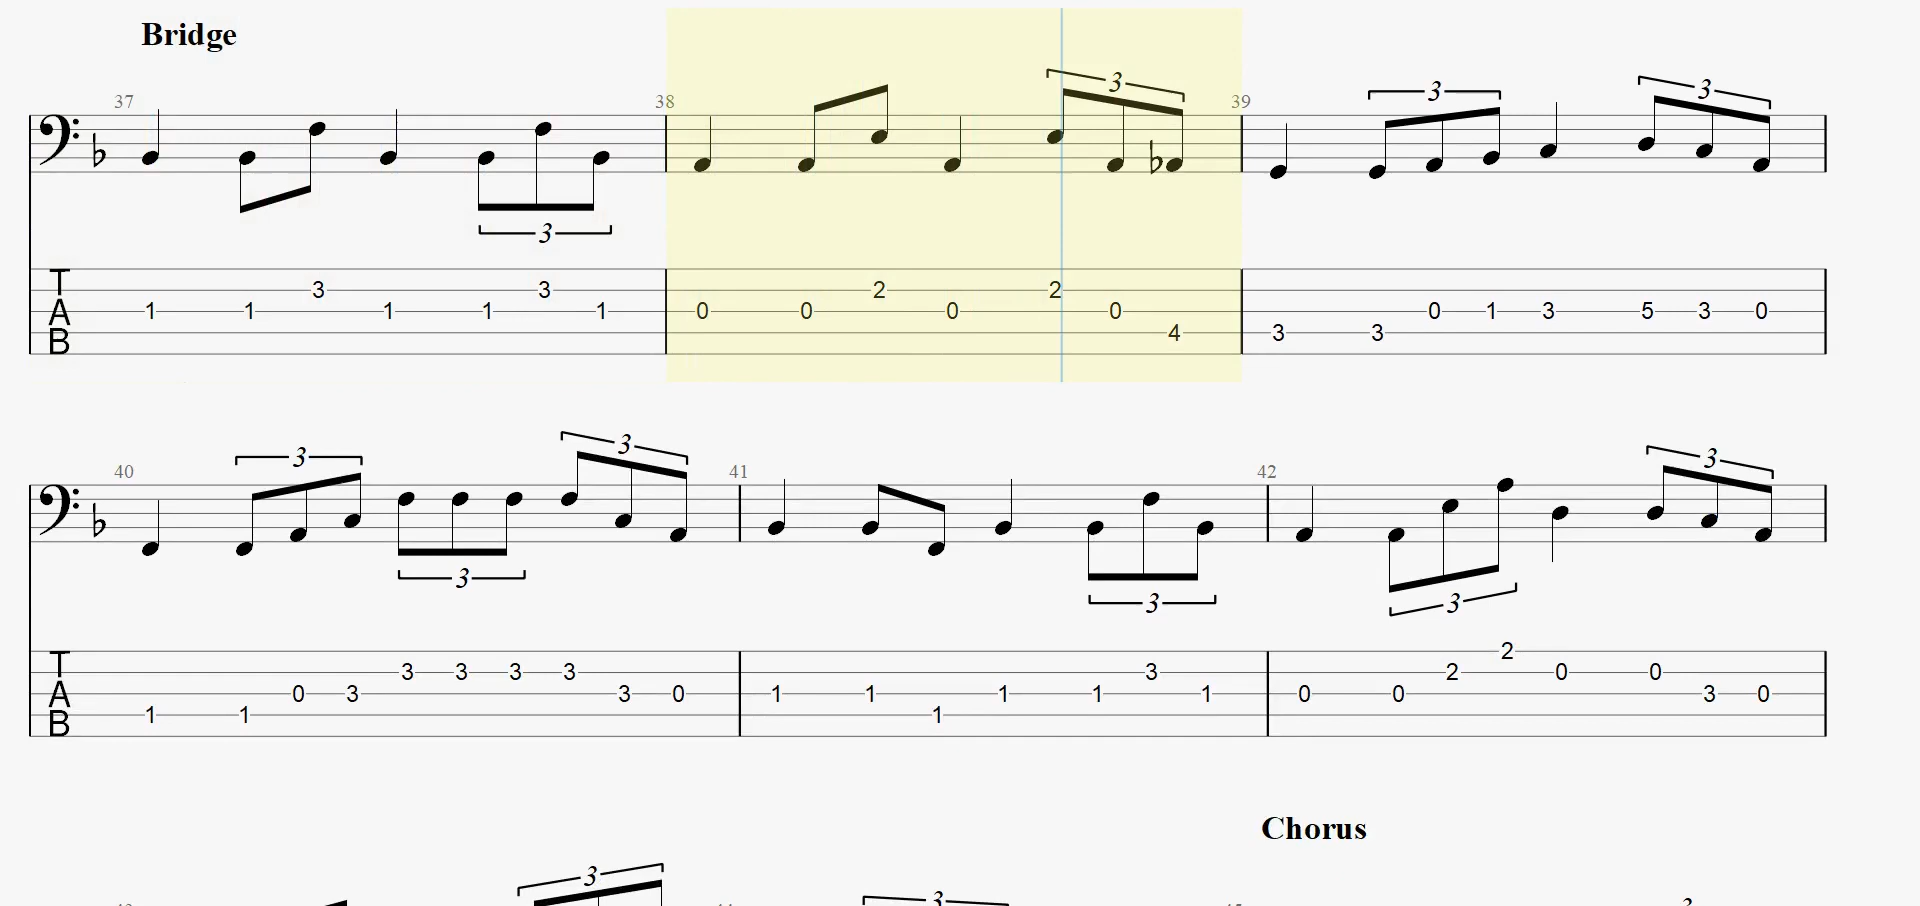 Bridge
3 3 3
37 38 39
3
T 3 3 2 2
A 1 1 1 1 1 0 0 0 0 0 1 3 5 3 0
B 4 3 3
3 3
40 41 42 3
3 3 3
T 2
3 3 3 3 3 2 0 0
A 0 3 3 0 1 1 1 1 1 0 0 3 0
B 1 1 1
Chorus
3
3